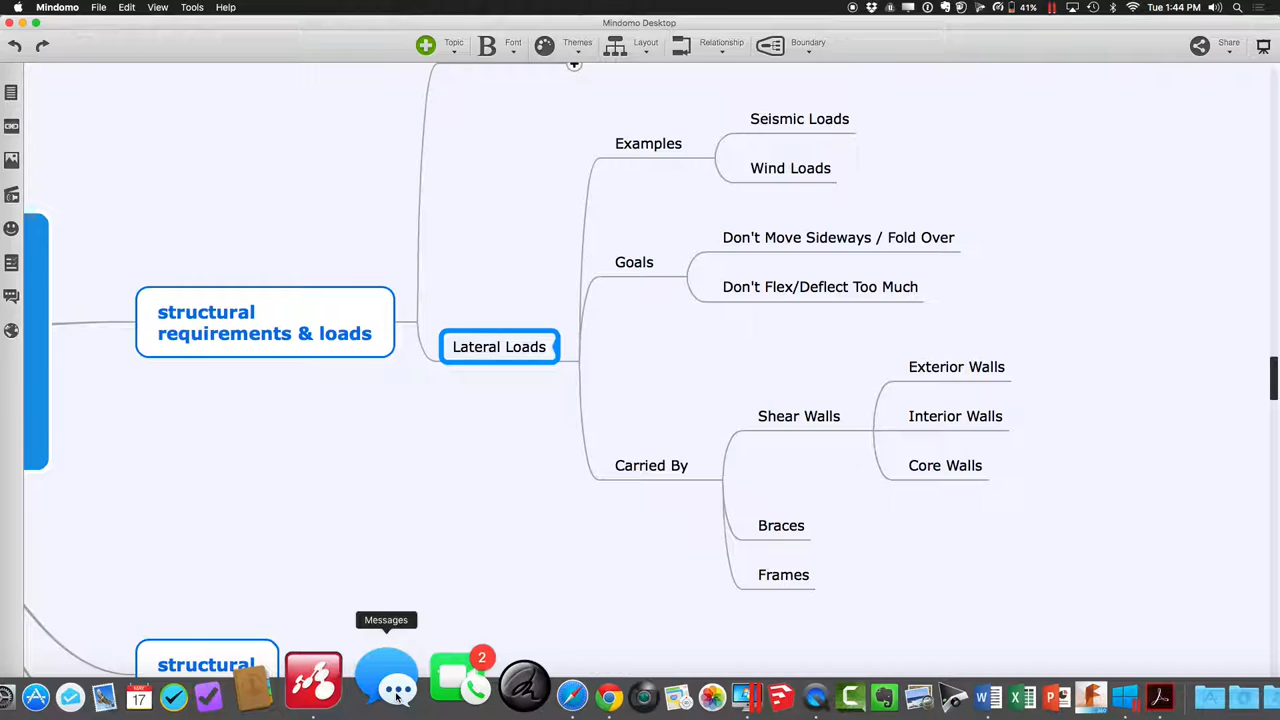 Mindomo File Edit View Tools Help
41% Tue 1:44 PM
Mindomo Desktop
Topic Font Themes Layout Relationship Boundary Share
Seismic Loads
Examples
Wind Loads
Don't Move Sideways / Fold Over
Goals
Don't Flex/Deflect Too Much
structural
requirements & loads
Lateral Loads
Exterior Walls
Shear Walls
Interior Walls
Carried By
Core Walls
Braces
Frames
Messages
structural
2
MAY
17